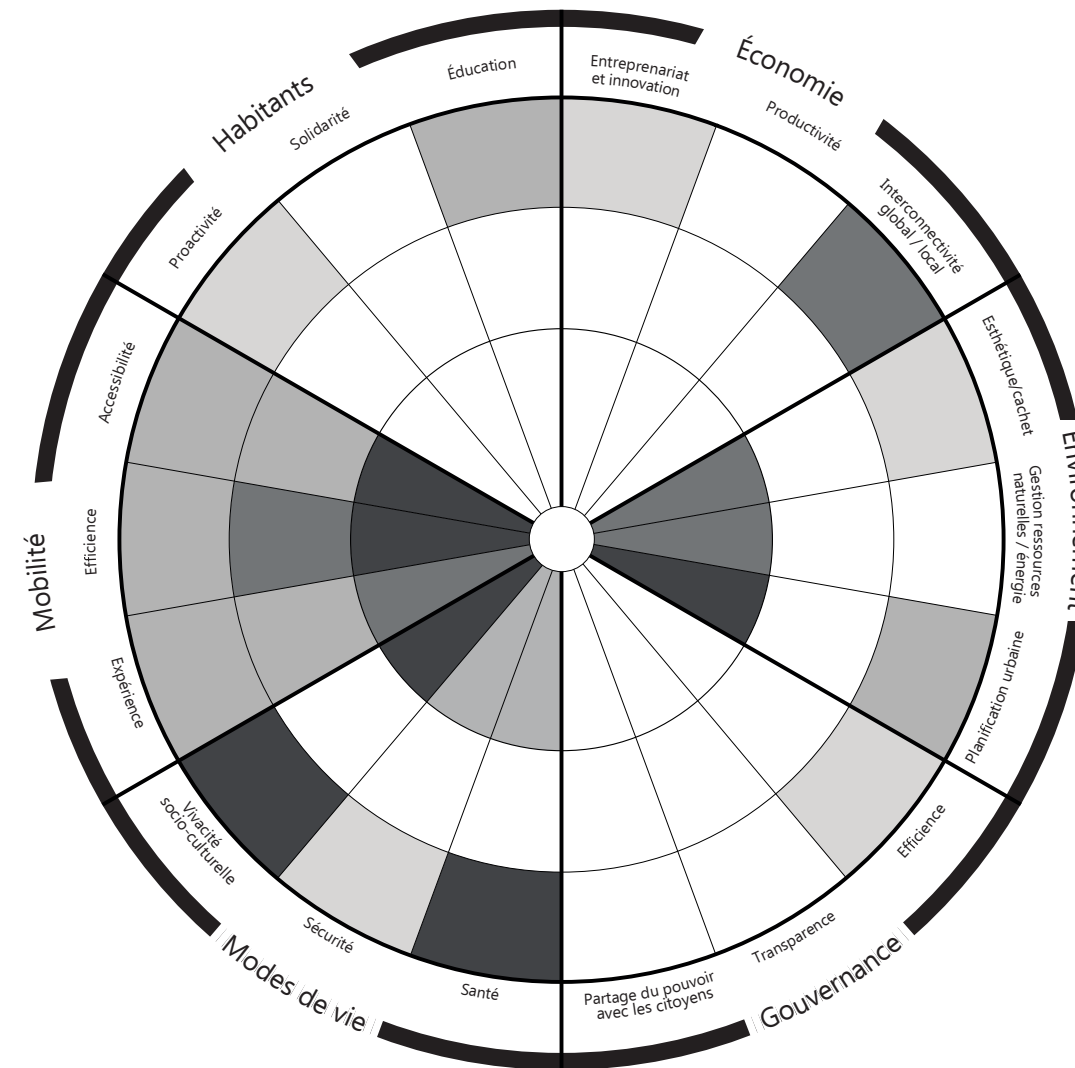 Économie
Entreprenariat
et innovation
Productivité
Interconnectivité
global / local
Environnement
Esthétique/cachet
Gestion ressources
naturelles / énergie
Planification urbaine
Gouvernance
Efficience
Transparence
Partage du pouvoir
avec les citoyens
Modes de vie
Santé
Sécurité
Vivacité
socio-culturelle
Mobilité
Expérience
Efficience
Accessibilité
Habitants
Proactivité
Solidarité
Éducation